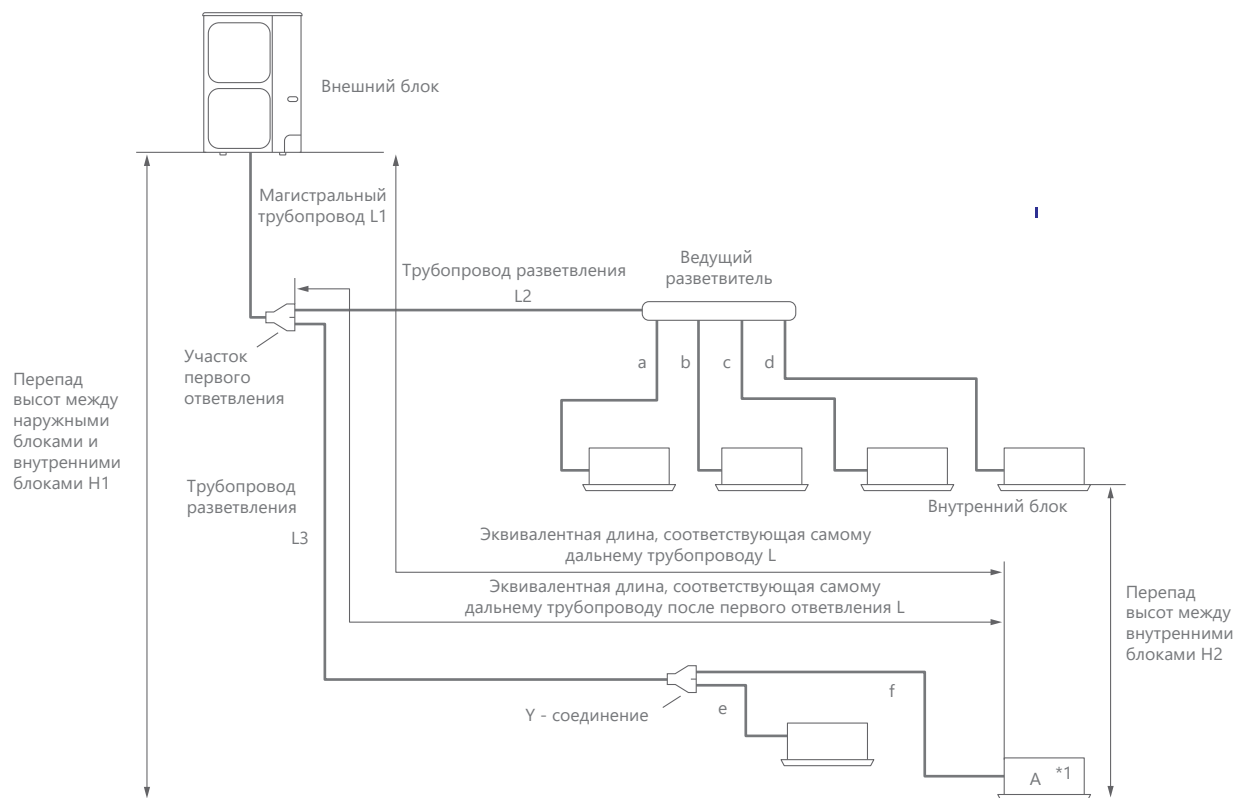 Внешний блок
Магистральный
трубопровод L1
Ведущий
разветвитель
Трубопровод разветвления
L2
Участок
первого
ответвления
a
b
c
d
Перепад
высот между
наружными
блоками и
внутренними
блоками H1
Трубопровод
разветвления
L3
Внутренний блок
Эквивалентная длина, соответствующая самому
дальнему трубопроводу L
Эквивалентная длина, соответствующая самому
дальнему трубопроводу после первого ответвления L
Перепад
высот между
внутренними
блоками H2
Y - соединение
e
f
A *1